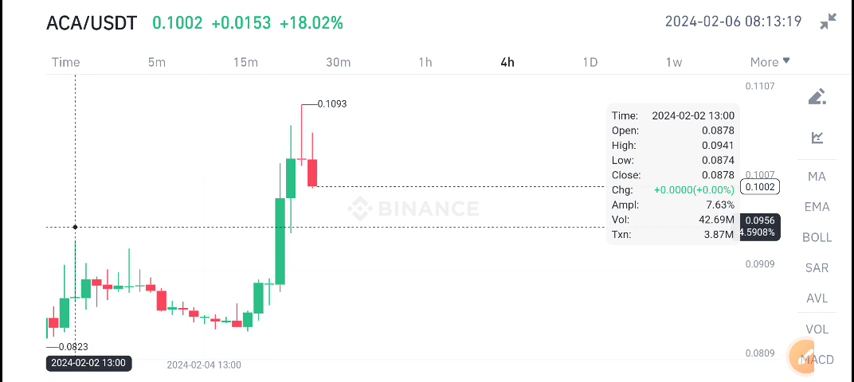 ACA/USDT 0.1002 +0.0153 +18.02% 2024-02-06 08:13:19
Time 5m 15m 30m 1h 4h 1D 1w More
0.1107
0.1093
Time: 2024-02-02 13:00
Open: 0.0878
High: 0.0941
Low: 0.0874
Close: 0.0878
Chg: +0.0000(+0.00%)
Ampl: 7.63%
Vol: 42.69M
Txn: 3.87M
0.1007
0.1002
BINANCE
0.0956
4.5908%
0.0909
0.0823
0.0809
2024-02-02 13:00 2024-02-04 13:00
MA
EMA
BOLL
SAR
AVL
VOL
MACD